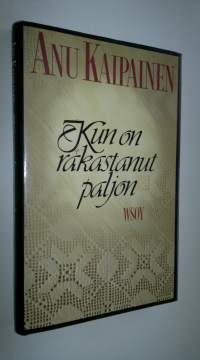 ANU KAIPAINEN
Kun on
rakastanut
paljon
WSOY